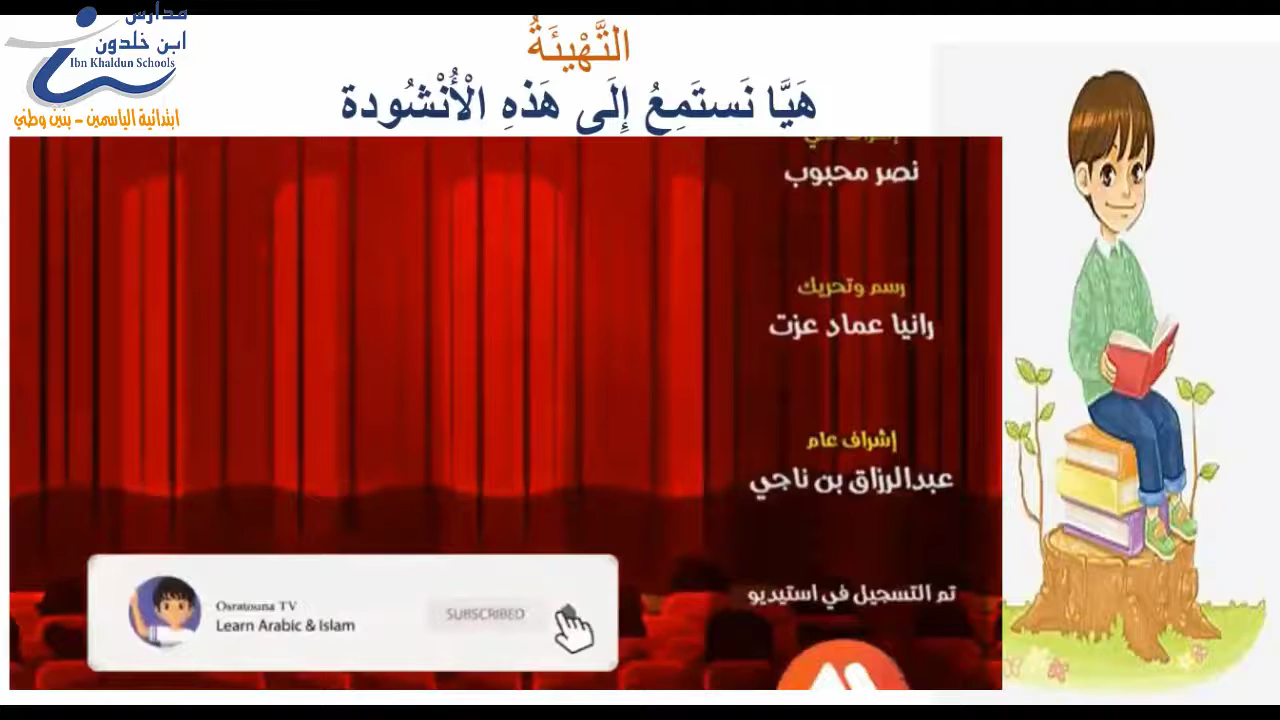 مدارس
ابن خلدون
Ibn Khaldun Schools
ابتدائية الياسمين - بنين وطني
التَّهْيِئَةُ
هَيَّا نَستَمِعُ إِلَى هَذِهِ الْأُنْشُودة
نصر محبوب
رسم وتحريك
رانيا عماد عزت
إشراف عام
عبدالرزاق بن ناجي
تم التسجيل في استيديو
Osratouna TV
Learn Arabic & Islam
SUBSCRIBED